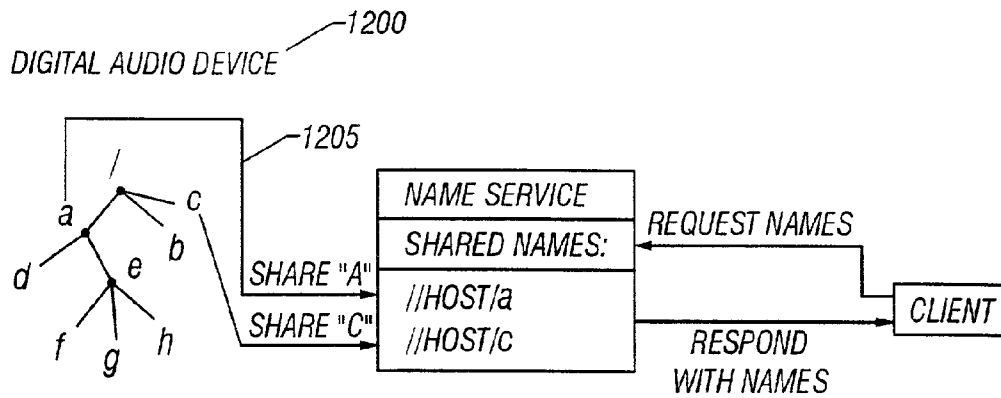 1200
DIGITAL AUDIO DEVICE
1205
/
a
c
b
d
e
f
g
h
SHARE "A"
SHARE "C"
NAME SERVICE
SHARED NAMES:
//HOST/a
//HOST/c
REQUEST NAMES
CLIENT
RESPOND
WITH NAMES